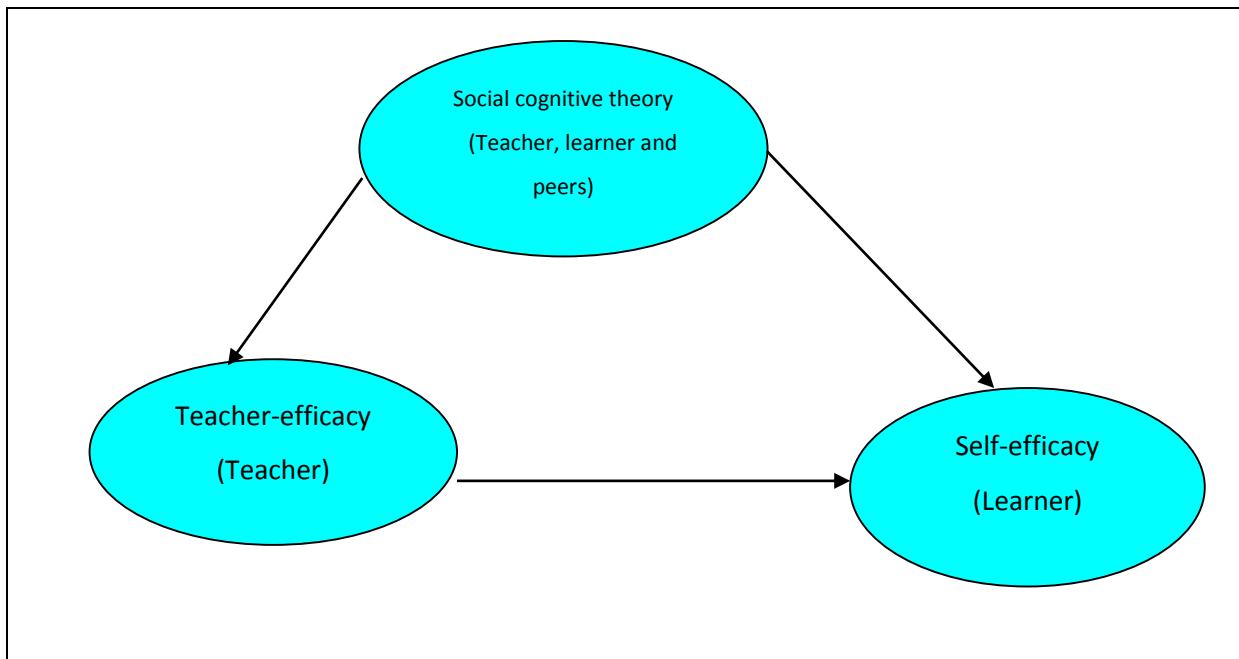 Social cognitive theory
(Teacher, learner and
peers)
Teacher-efficacy
(Teacher)
Self-efficacy
(Learner)